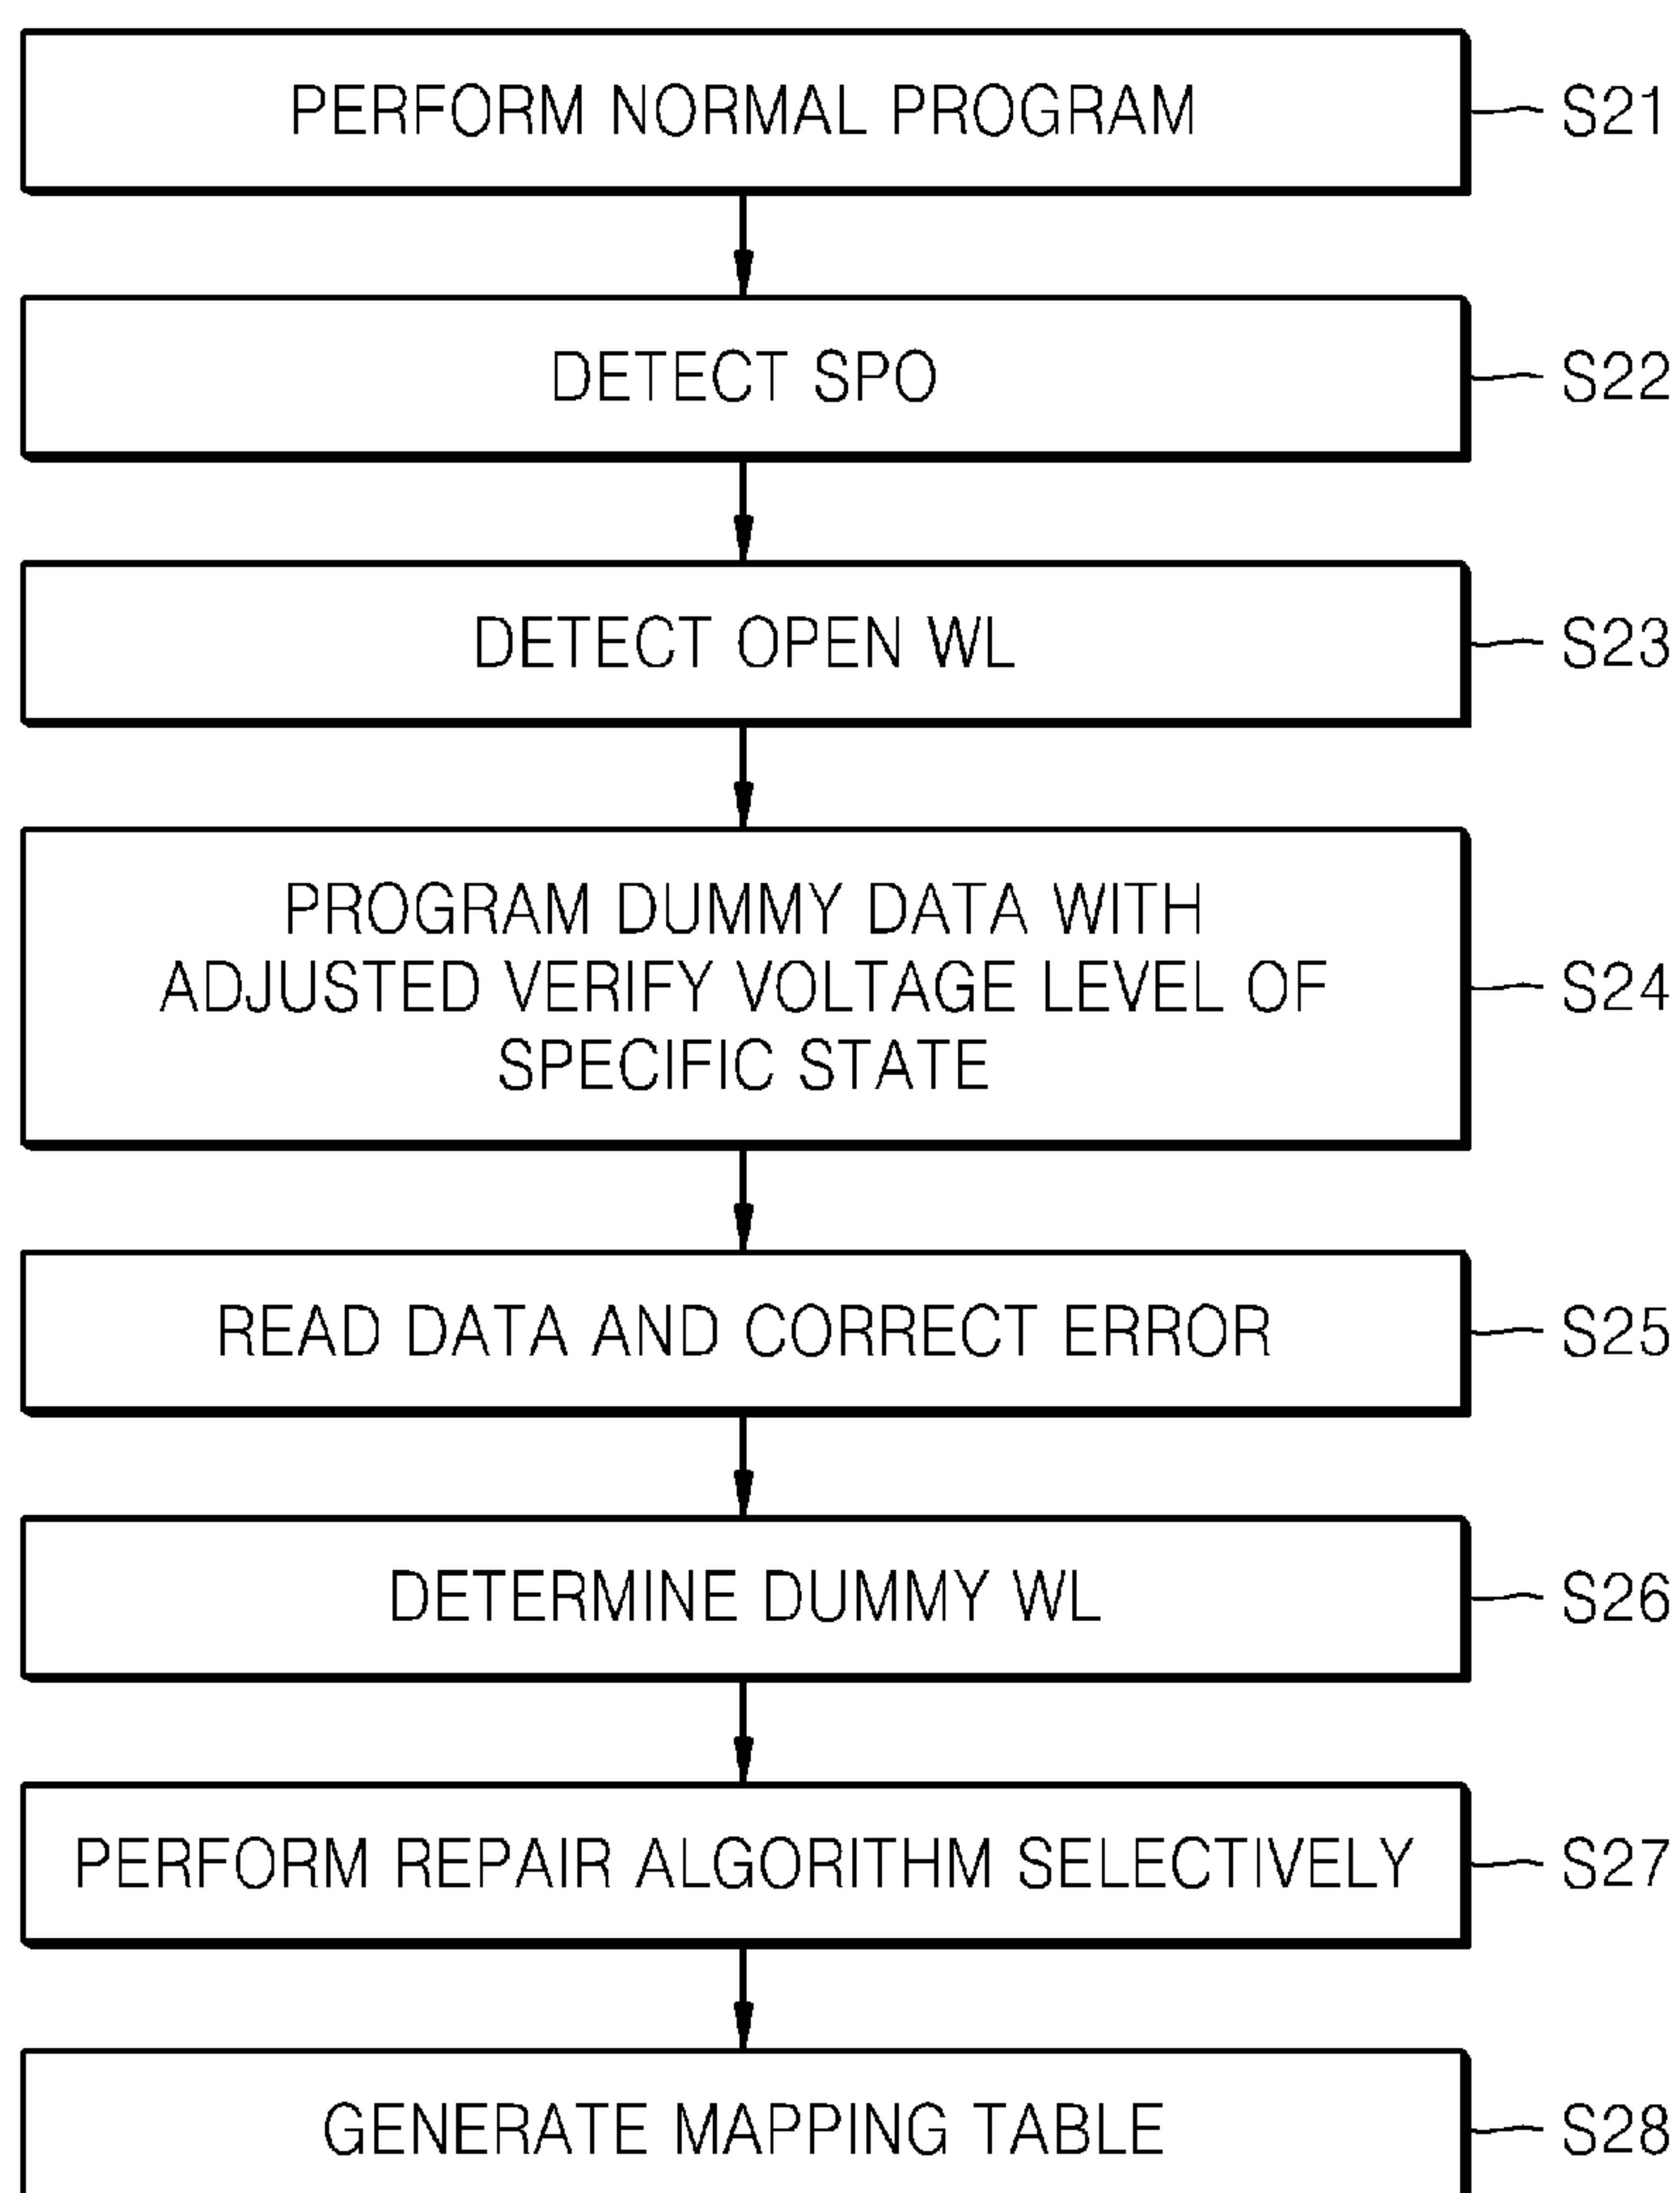 PERFORM NORMAL PROGRAM
S21
DETECT SPO
S22
DETECT OPEN WL
S23
PROGRAM DUMMY DATA WITH
ADJUSTED VERIFY VOLTAGE LEVEL OF
SPECIFIC STATE
S24
READ DATA AND CORRECT ERROR
S25
DETERMINE DUMMY WL
S26
PERFORM REPAIR ALGORITHM SELECTIVELY
S27
GENERATE MAPPING TABLE
S28